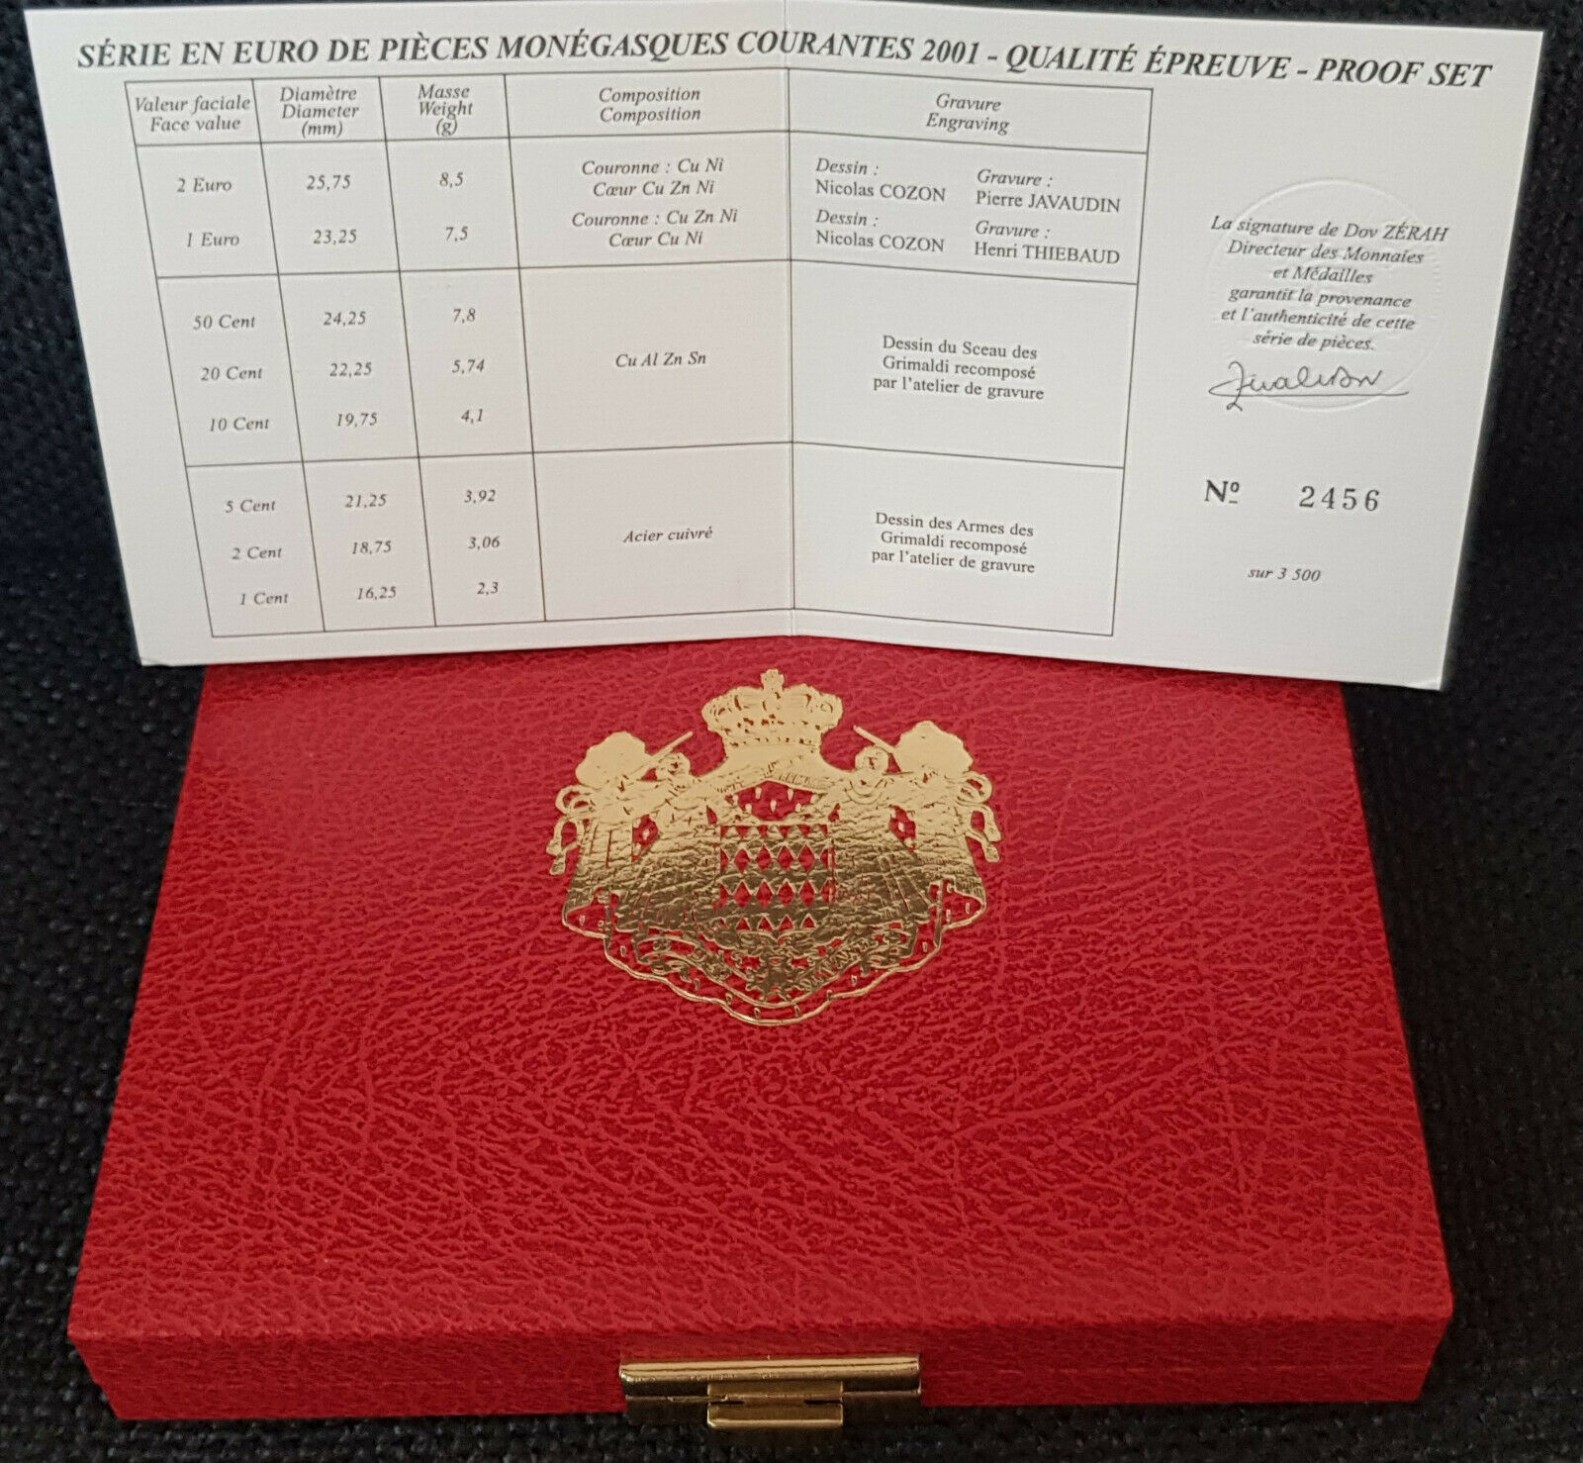 SÉRIE EN EURO DE PIÈCES MONÉGASQUES COURANTES 2001 - QUALITÉ ÉPREUVE - PROOF SET
Valeur faciale
Face value
Diamètre
Diameter
(mm)
Masse
Weight
(g)
Composition
Composition
Gravure
Engraving
2 Euro
25,75
8,5
Couronne : Cu Ni
Cœur Cu Zn Ni
Dessin :
Nicolas COZON
Gravure :
Pierre JAVAUDIN
1 Euro
23,25
7,5
Couronne : Cu Zn Ni
Cœur Cu Ni
Dessin :
Nicolas COZON
Gravure :
Henri THIEBAUD
50 Cent
24,25
7,8
20 Cent
22,25
5,74
10 Cent
19,75
4,1
Cu Al Zn Sn
Dessin du Sceau des
Grimaldi recomposé
par l'atelier de gravure
5 Cent
21,25
3,92
2 Cent
18,75
3,06
1 Cent
16,25
2,3
Acier cuivré
Dessin des Armes des
Grimaldi recomposé
par l'atelier de gravure
La signature de Dov ZÉRAH
Directeur des Monnaies
et Médailles
garantit la provenance
et l'authenticité de cette
série de pièces.
Nº 2456
sur 3 500